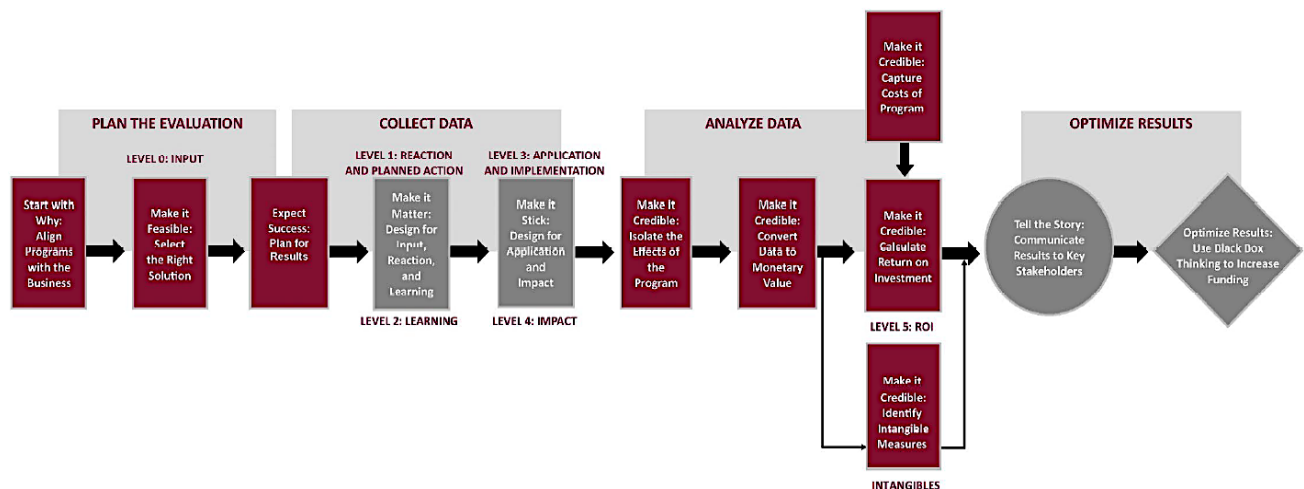 PLAN THE EVALUATION
LEVEL 0: INPUT
Start with
Why:
Align
Programs
with the
Business
Make it
Feasible:
Select
the Right
Solution
Expect
Success:
Plan for
Results
COLLECT DATA
LEVEL 1: REACTION
AND PLANNED ACTION
Make it
Matter:
Design for
Input,
Reaction,
and
Learning
LEVEL 2: LEARNING
LEVEL 3: APPLICATION
AND IMPLEMENTATION
Make it
Stick:
Design for
Application
and
Impact
LEVEL 4: IMPACT
ANALYZE DATA
Make it
Credible:
Isolate the
Effects of
the
Program
Make it
Credible:
Convert
Data to
Monetary
Value
Make it
Credible:
Capture
Costs of
Program
Make it
Credible:
Calculate
Return on
Investment
LEVEL 5: ROI
Make it
Credible:
Identify
Intangible
Measures
INTANGIBLES
OPTIMIZE RESULTS
Tell the Story:
Communicate
Results to Key
Stakeholders
Optimize Results:
Use Black Dox
Thinking to Increase
Funding